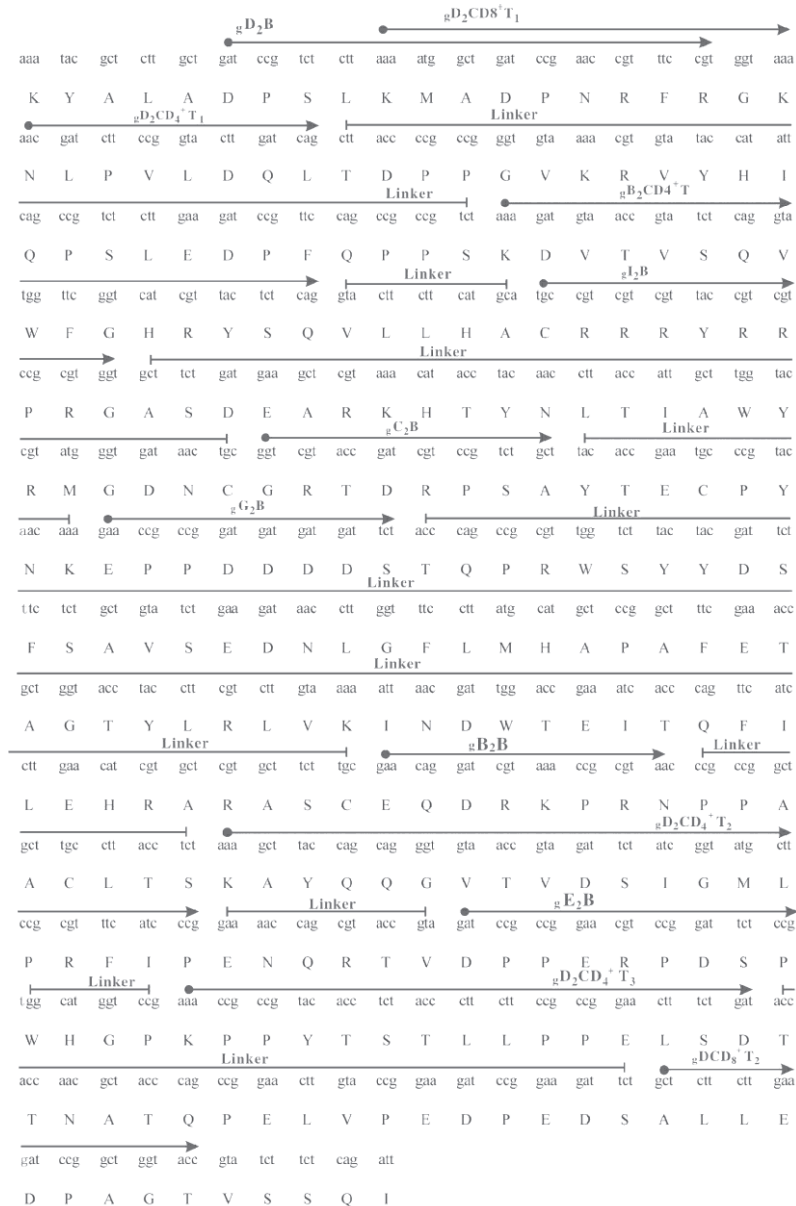 gD2B gD2CD8+T1
aaa tac gct ctt gct gat ccg tct ctt aaa atg gct gat ccg aac cgt ttc cgt ggt aaa
K Y A L A D P S L K M A D P N R F R G K
gD2CD4+T1 Linker
aac gat ctt ccg gta ctt gat cag ctt acc ccg ccg ggt gta aaa cgt gta tac cat att
N L P V L D Q L T D P P G V K R V Y H I
Linker gB2CD4+T
cag ccg tct ctt gaa gat ccg ttc cag ccg ccg tct aaa gat gta acc gta tct cag gta
Q P S L E D P F Q P P S K D V T V S Q V
Linker gI2B
tgg ttc ggt cat cgt tac tct cag gta ctt ctt cat gca tgc cgt cgt cgt tac cgt cgt
W F G H R Y S Q V L L H A C R R R Y R R
Linker
ccg cgt ggt gct tct gat gaa gct cgt aaa cat acc tac aac ctt acc att gct tgg tac
P R G A S D E A R K H T Y N L T I A W Y
gC2B Linker
cgt atg ggt gat aac tgc ggt cgt acc gat cgt ccg tct gct tac acc gaa tgc ccg tac
R M G D N C G R T D R P S A Y T E C P Y
gG2B Linker
aac aaa gaa ccg ccg gat gat gat gat tct acc cag ccg cgt tgg tct tac tac gat tct
N K E P P D D D D S T Q P R W S Y Y D S
Linker
ttc tct gct gta tct gaa gat aac ctt ggt ttc ctt atg cat gct ccg gct ttc gaa acc
F S A V S E D N L G F L M H A P A F E T
Linker
gct ggt acc tac ctt cgt ctt gta aaa att aac gat tgg acc gaa atc acc cag ttc atc
A G T Y L R L V K I N D W T E I T Q F I
Linker gB2B Linker
ctt gaa cat cgt gct cgt gct tct tgc gaa cag gat cgt aaa ccg cgt aac ccg ccg gct
L E H R A R A S C E Q D R K P R N P P A
gD2CD4+T2
gct tgc ctt acc tct aaa gct tac cag cag ggt gta acc gta gat tct atc ggt atg ctt
A C L T S K A Y Q Q G V T V D S I G M L
Linker gE2B
ccg cgt ttc atc ccg gaa aac cag cgt acc gta gat ccg ccg gaa cgt ccg gat tct ccg
P R F I P E N Q R T V D P P E R P D S P
Linker gD2CD4+T3
tgg cat ggt ccg aaa ccg ccg tac acc tct acc ctt ctt ccg ccg gaa ctt tct gat acc
W H G P K P P Y T S T L L P P E L S D T
Linker gDCD8+T2
acc aac gct acc cag ccg gaa ctt gta ccg gaa gat ccg gaa gat tct gct ctt ctt gaa
T N A T Q P E L V P E D P E D S A L L E
gat ccg gct ggt acc gta tct tct cag att
D P A G T V S S Q I